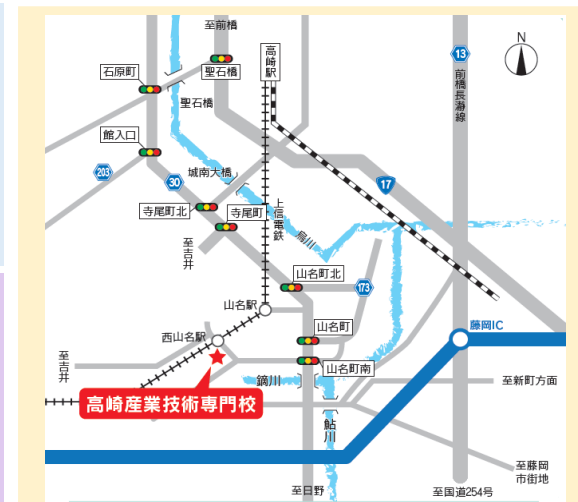 至前橋
N
高崎駅
13
前橋長瀞線
石原町
聖石橋
聖石橋
館入口
203
30
城南大橋
17
寺尾町北
寺尾町
上信電鉄
烏川
至吉井
山名町北
173
山名駅
山名町
藤岡IC
西山名駅
至吉井
山名町南
鏑川
至新町方面
高崎産業技術専門校
鮎川
至藤岡
市街地
至日野
至国道254号